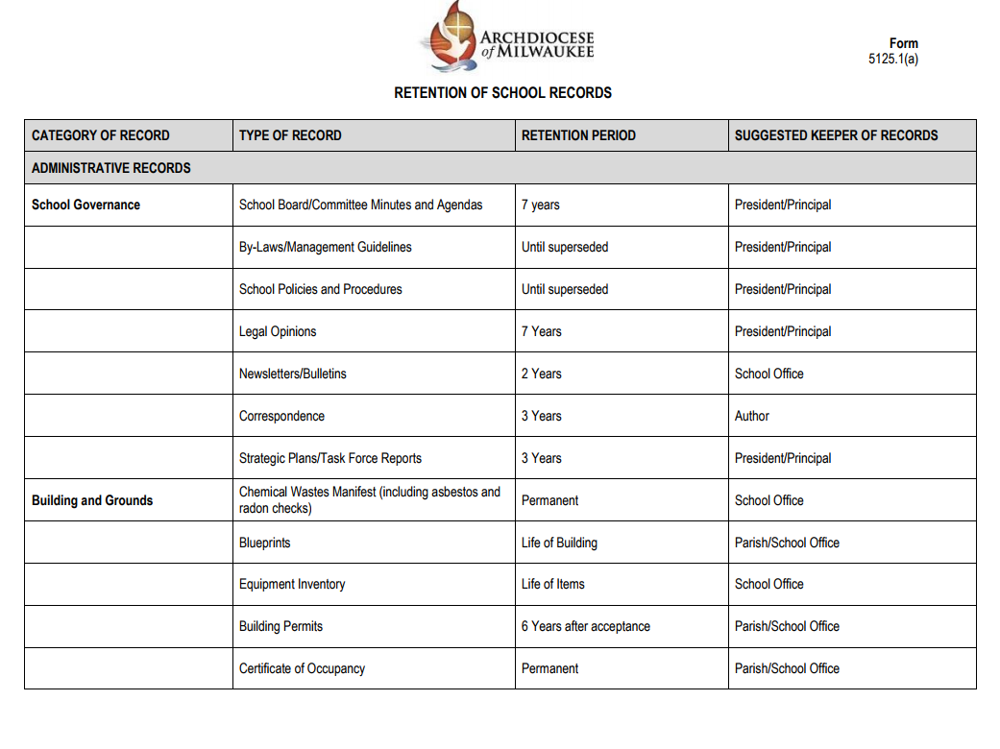 ARCHDIOCESE
of MILWAUKEE
Form
5125.1(a)
RETENTION OF SCHOOL RECORDS
CATEGORY OF RECORD TYPE OF RECORD RETENTION PERIOD SUGGESTED KEEPER OF RECORDS
ADMINISTRATIVE RECORDS
School Governance School Board/Committee Minutes and Agendas 7 years President/Principal
By-Laws/Management Guidelines Until superseded President/Principal
School Policies and Procedures Until superseded President/Principal
Legal Opinions 7 Years President/Principal
Newsletters/Bulletins 2 Years School Office
Correspondence 3 Years Author
Strategic Plans/Task Force Reports 3 Years President/Principal
Building and Grounds Chemical Wastes Manifest (including asbestos and
radon checks) Permanent School Office
Blueprints Life of Building Parish/School Office
Equipment Inventory Life of Items School Office
Building Permits 6 Years after acceptance Parish/School Office
Certificate of Occupancy Permanent Parish/School Office